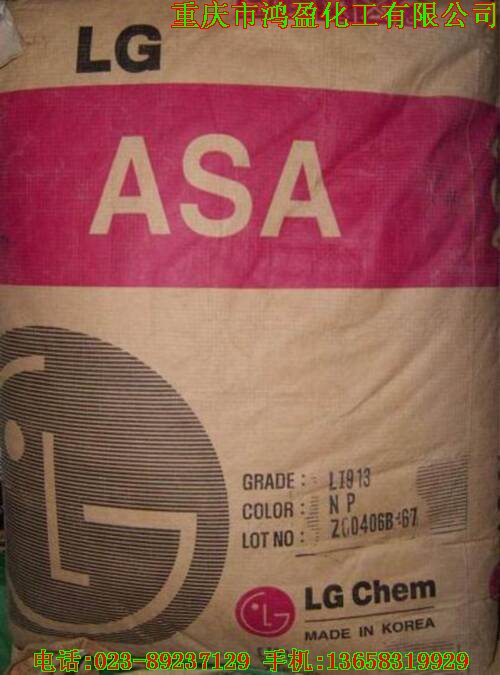 重庆市鸿盈化工有限公司
LG
ASA
GRADE : LI913
COLOR : N P
LOT NO :
LG
LG Chem
MADE IN KOREA
电话:023-89237129 手机:13658319929